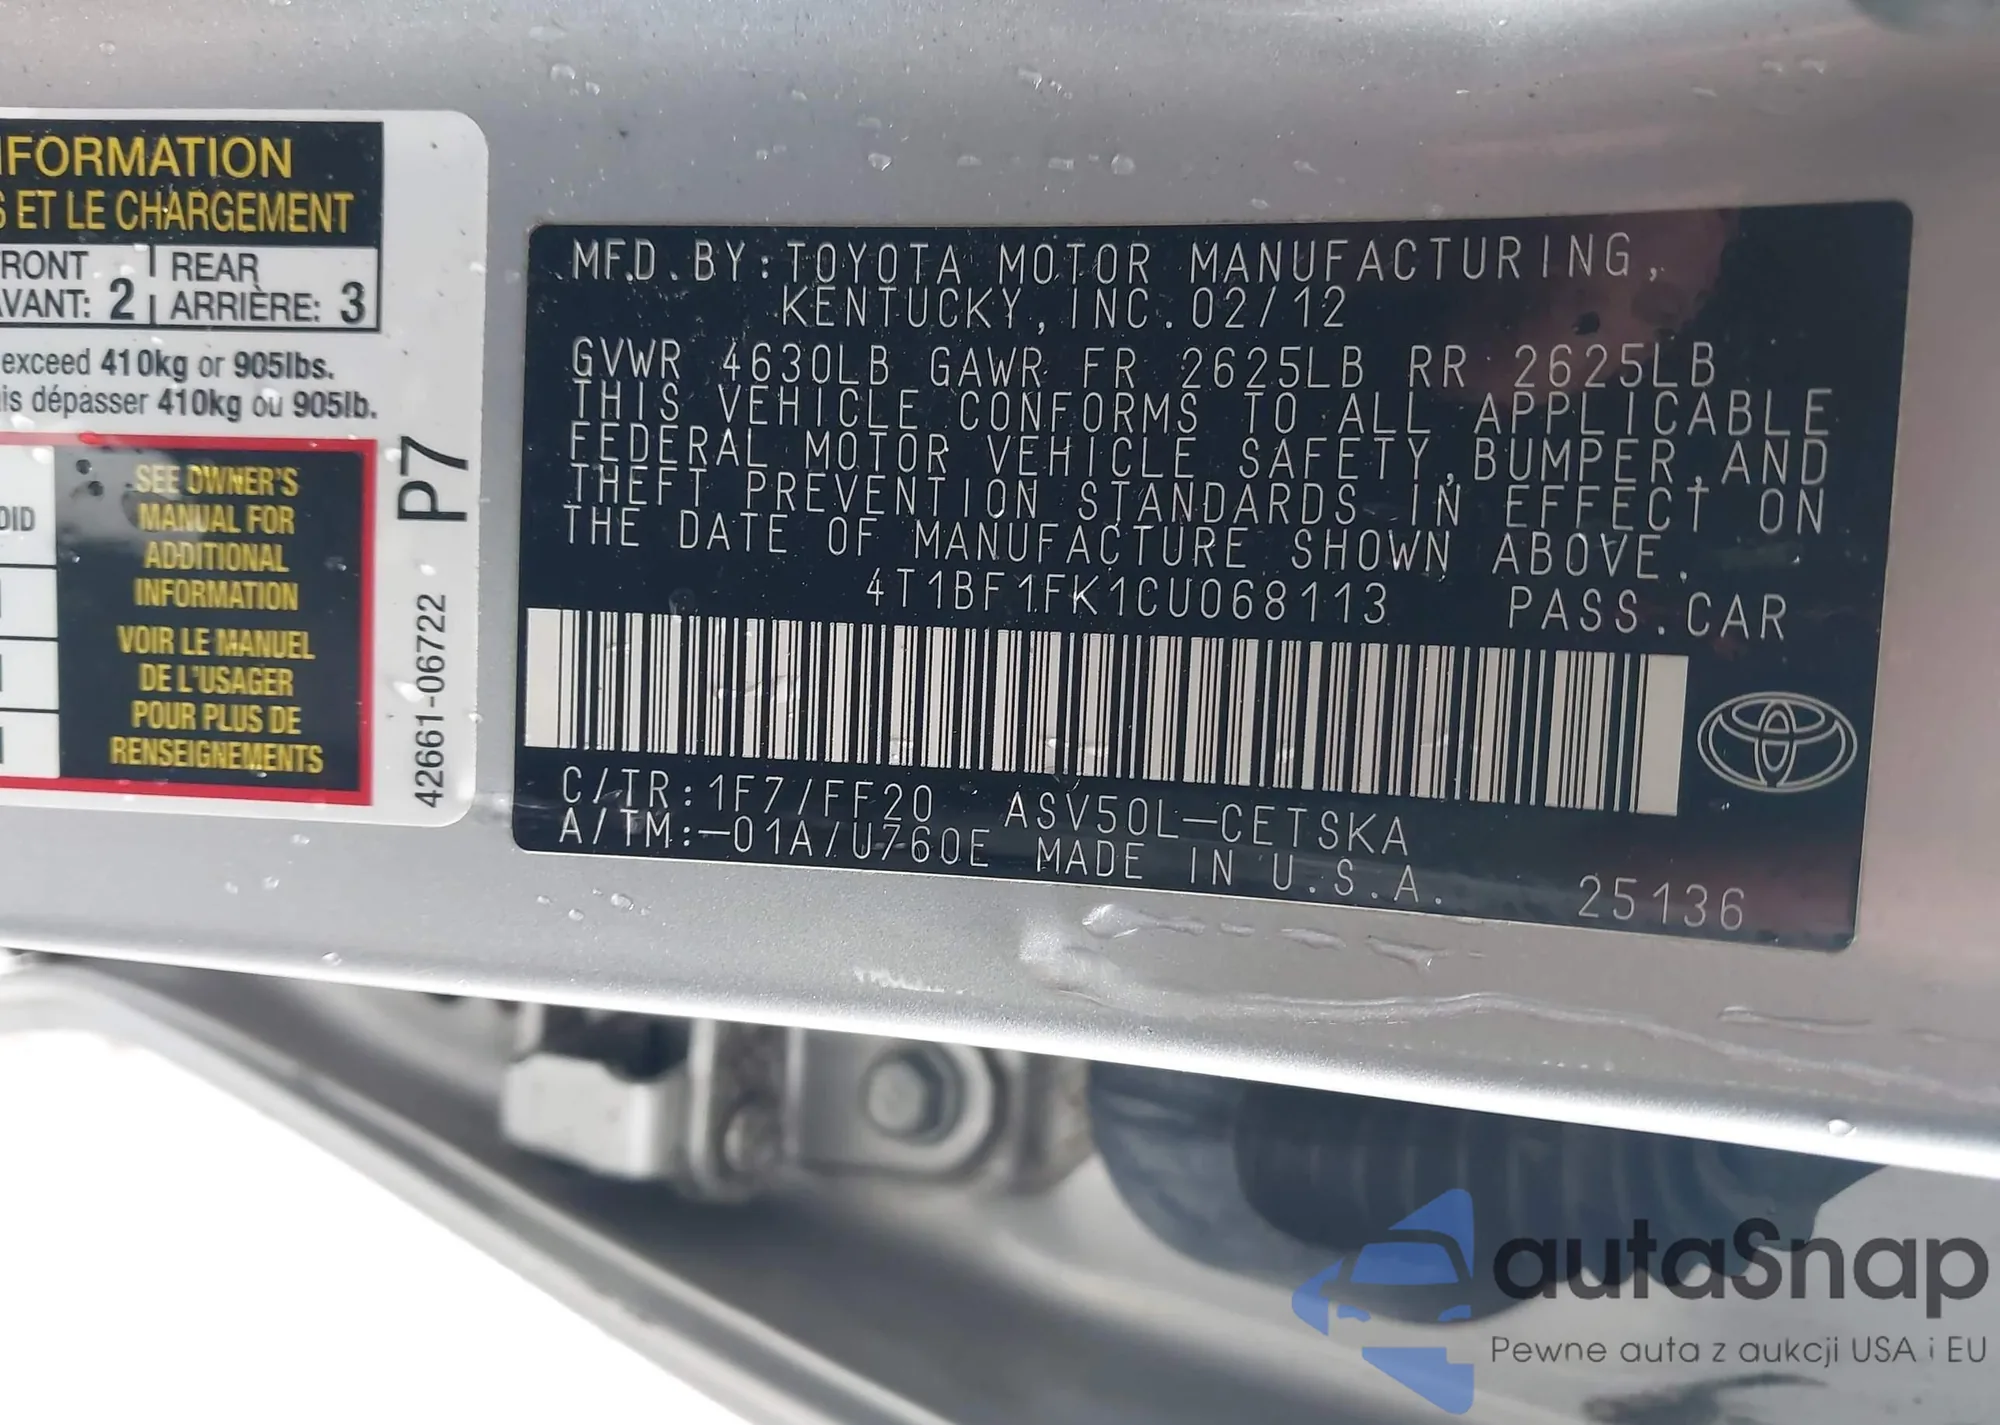 NFORMATION
S ET LE CHARGEMENT
RONT
AVANT: 2
REAR
ARRIÈRE: 3
exceed 410kg or 905lbs.
is dépasser 410kg ou 905lb.
OID
SEE OWNER'S
MANUAL FOR
ADDITIONAL
INFORMATION
VOIR LE MANUEL
DE L'USAGER
POUR PLUS DE
RENSEIGNEMENTS
42661-06722 P7
MFD. BY: TOYOTA MOTOR MANUFACTURING,
KENTUCKY, INC. 02/12
GVWR 4630LB GAWR FR 2625LB RR 2625LB
THIS VEHICLE CONFORMS TO ALL APPLICABLE
FEDERAL MOTOR VEHICLE SAFETY, BUMPER, AND
THEFT PREVENTION STANDARDS IN EFFECT ON
THE DATE OF MANUFACTURE SHOWN ABOVE.
4T1BF1FK1CU068113 PASS. CAR
C/TR: 1F7/FF20 ASV50L-CETSKA
A/TM:-01A/U760E MADE IN U.S.A. 25136
autaSnap
Pewne auta z aukcji USA i EU